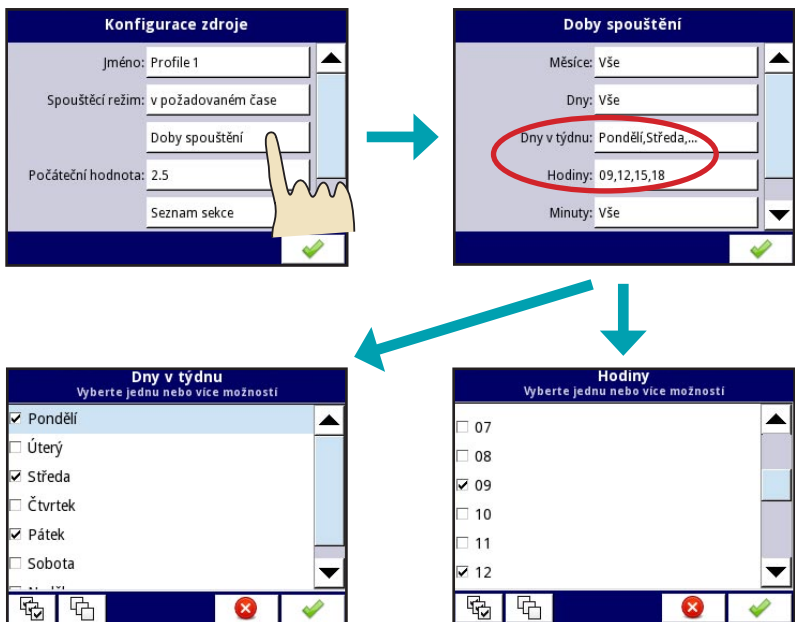 Konfigurace zdroje
Jméno: Profile 1
Spouštěcí režim: v požadovaném čase
Doby spouštění
Počáteční hodnota: 2.5
Seznam sekce
Doby spouštění
Měsíce: Vše
Dny: Vše
Dny v týdnu: Pondělí,Středa,...
Hodiny: 09,12,15,18
Minuty: Vše
Dny v týdnu
Vyberte jednu nebo více možností
Pondělí
Úterý
Středa
Čtvrtek
Pátek
Sobota
Hodiny
Vyberte jednu nebo více možností
07
08
09
10
11
12